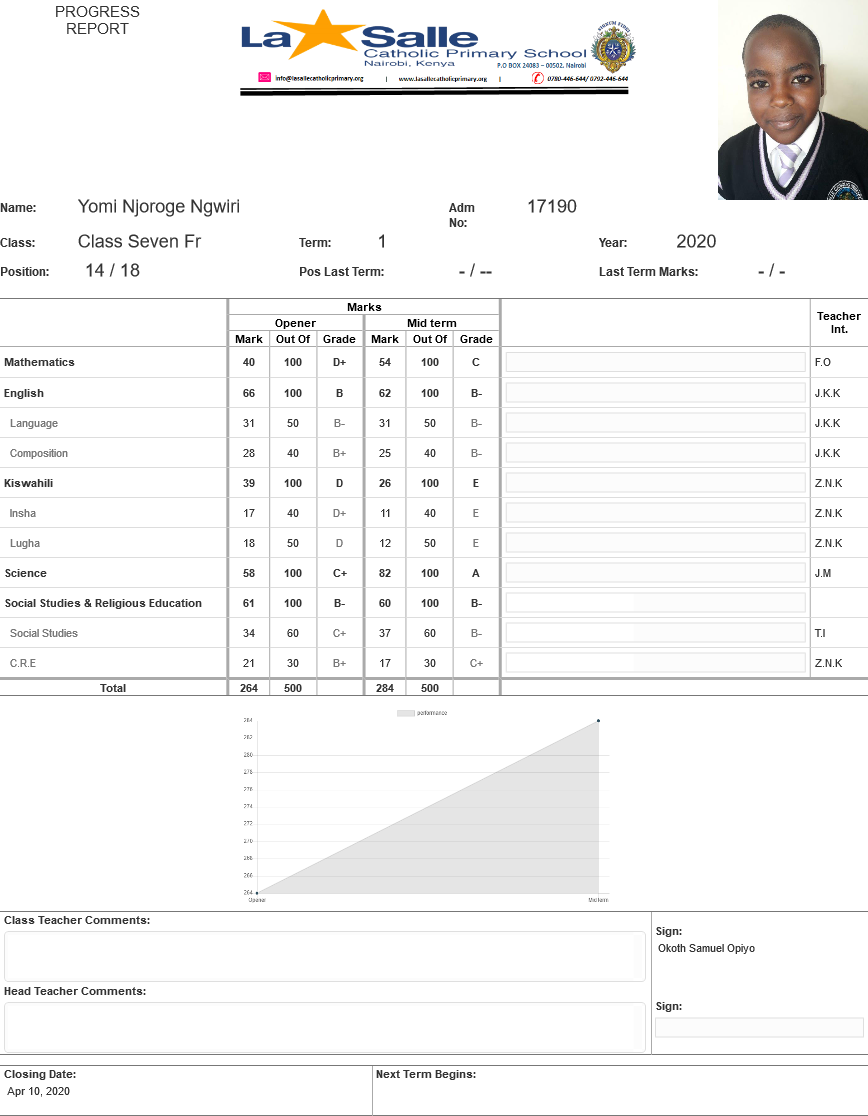 PROGRESS
REPORT
La Salle
Catholic Primary School
Nairobi, Kenya
P.O BOX 24083 – 00502, Nairobi
info@lasallecatholicprimary.org | www.lasallecatholicprimary.org | 0780-446-644/ 0792-446-644
Name: Yomi Njoroge Ngwiri Adm No: 17190
Class: Class Seven Fr Term: 1 Year: 2020
Position: 14 / 18 Pos Last Term: - / -- Last Term Marks: - / -
Marks
Opener Mid term Teacher Int.
Mark Out Of Grade Mark Out Of Grade
Mathematics 40 100 D+ 54 100 C F.O
English 66 100 B 62 100 B- J.K.K
Language 31 50 B- 31 50 B- J.K.K
Composition 28 40 B+ 25 40 B- J.K.K
Kiswahili 39 100 D 26 100 E Z.N.K
Insha 17 40 D+ 11 40 E Z.N.K
Lugha 18 50 D 12 50 E Z.N.K
Science 58 100 C+ 82 100 A J.M
Social Studies & Religious Education 61 100 B- 60 100 B-
Social Studies 34 60 C+ 37 60 B- T.I
C.R.E 21 30 B+ 17 30 C+ Z.N.K
Total 264 500 284 500
performance
284
282
280
278
276
274
272
270
268
266
264
Opener Mid term
Class Teacher Comments:
Sign:
Okoth Samuel Opiyo
Head Teacher Comments:
Sign:
Closing Date: Next Term Begins:
Apr 10, 2020